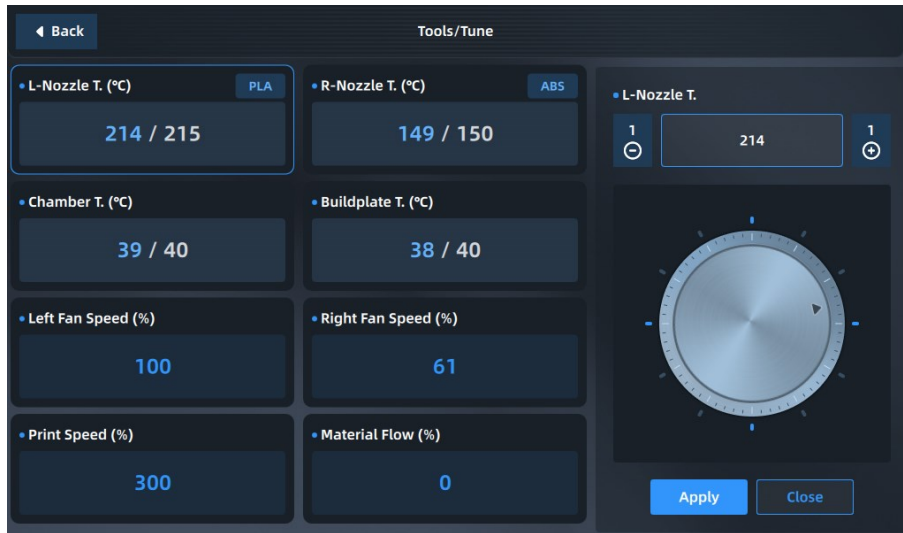 Back
Tools/Tune
L-Nozzle T. (℃)
PLA
214 / 215
R-Nozzle T. (℃)
ABS
149 / 150
Chamber T. (℃)
39 / 40
Buildplate T. (℃)
38 / 40
Left Fan Speed (%)
100
Right Fan Speed (%)
61
Print Speed (%)
300
Material Flow (%)
0
L-Nozzle T.
1
214
1
Apply
Close